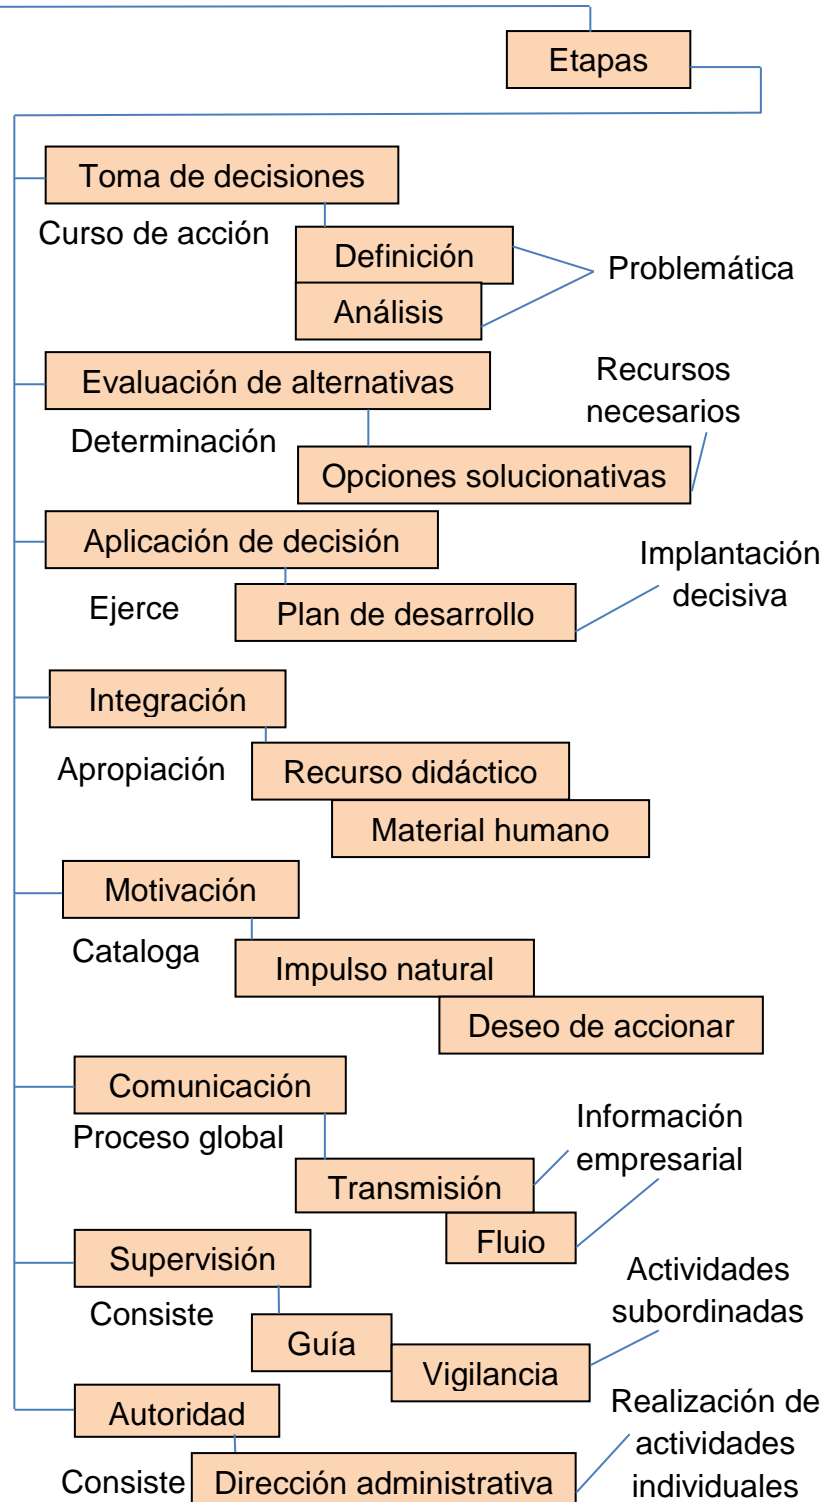 Etapas
Toma de decisiones
Curso de acción
Definición
Problemática
Análisis
Evaluación de alternativas
Recursos
necesarios
Determinación
Opciones solucionativas
Aplicación de decisión
Implantación
decisiva
Ejerce
Plan de desarrollo
Integración
Apropiación
Recurso didáctico
Material humano
Motivación
Cataloga
Impulso natural
Deseo de accionar
Comunicación
Proceso global
Información
empresarial
Transmisión
Fluio
Supervisión
Consiste
Actividades
subordinadas
Guía
Vigilancia
Autoridad
Realización de
actividades
individuales
Consiste
Dirección administrativa